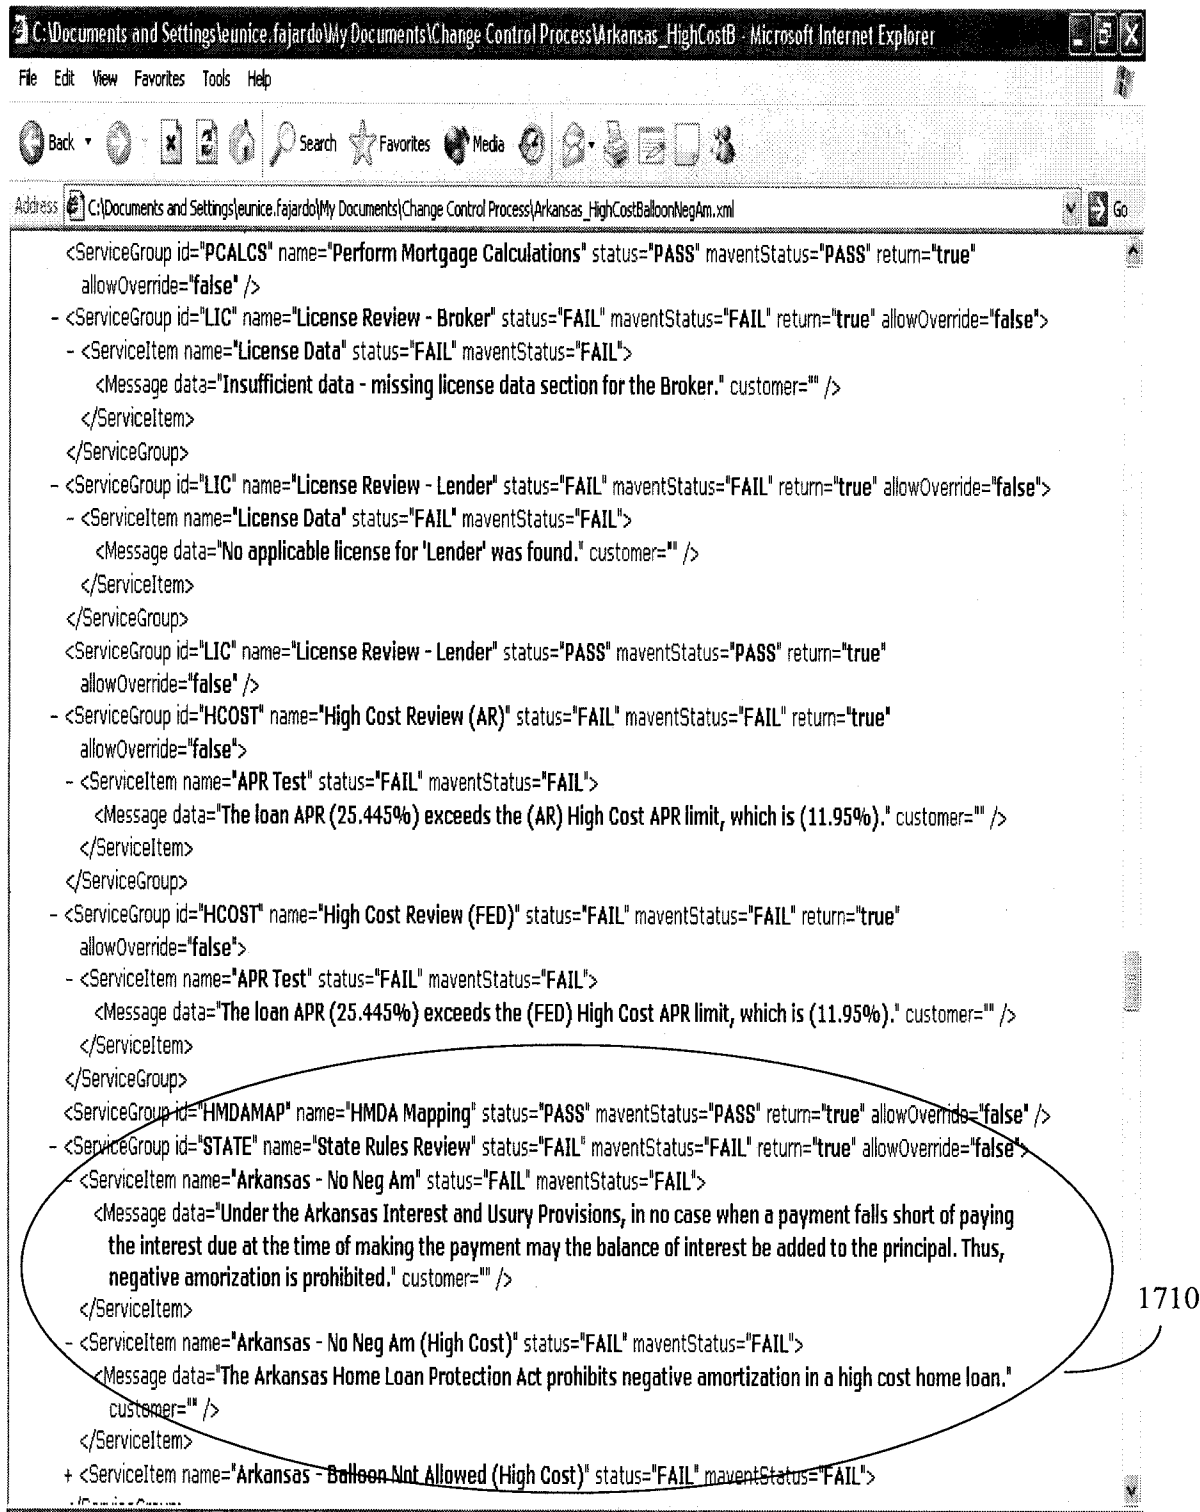 C:\Documents and Settings\eunice.fajardo\My Documents\Change Control Process\Arkansas_HighCostB - Microsoft Internet Explorer
File Edit View Favorites Tools Help
Back Search Favorites Media
Address C:\Documents and Settings\eunice.fajardo\My Documents\Change Control Process\Arkansas_HighCostBalloonNegAm.xml Go
<ServiceGroup id="PCALCS" name="Perform Mortgage Calculations" status="PASS" maventStatus="PASS" return="true"
allowOverride="false" />
- <ServiceGroup id="LIC" name="License Review - Broker" status="FAIL" maventStatus="FAIL" return="true" allowOverride="false">
- <ServiceItem name="License Data" status="FAIL" maventStatus="FAIL">
<Message data="Insufficient data - missing license data section for the Broker." customer="" />
</ServiceItem>
</ServiceGroup>
- <ServiceGroup id="LIC" name="License Review - Lender" status="FAIL" maventStatus="FAIL" return="true" allowOverride="false">
- <ServiceItem name="License Data" status="FAIL" maventStatus="FAIL">
<Message data="No applicable license for 'Lender' was found." customer="" />
</ServiceItem>
</ServiceGroup>
<ServiceGroup id="LIC" name="License Review - Lender" status="PASS" maventStatus="PASS" return="true"
allowOverride="false" />
- <ServiceGroup id="HCOST" name="High Cost Review (AR)" status="FAIL" maventStatus="FAIL" return="true"
allowOverride="false">
- <ServiceItem name="APR Test" status="FAIL" maventStatus="FAIL">
<Message data="The loan APR (25.445%) exceeds the (AR) High Cost APR limit, which is (11.95%)." customer="" />
</ServiceItem>
</ServiceGroup>
- <ServiceGroup id="HCOST" name="High Cost Review (FED)" status="FAIL" maventStatus="FAIL" return="true"
allowOverride="false">
- <ServiceItem name="APR Test" status="FAIL" maventStatus="FAIL">
<Message data="The loan APR (25.445%) exceeds the (FED) High Cost APR limit, which is (11.95%)." customer="" />
</ServiceItem>
</ServiceGroup>
<ServiceGroup id="HMDAMAP" name="HMDA Mapping" status="PASS" maventStatus="PASS" return="true" allowOverride="false" />
- <ServiceGroup id="STATE" name="State Rules Review" status="FAIL" maventStatus="FAIL" return="true" allowOverride="false">
- <ServiceItem name="Arkansas - No Neg Am" status="FAIL" maventStatus="FAIL">
<Message data="Under the Arkansas Interest and Usury Provisions, in no case when a payment falls short of paying
the interest due at the time of making the payment may the balance of interest be added to the principal. Thus,
negative amorization is prohibited." customer="" />
</ServiceItem>
1710
- <ServiceItem name="Arkansas - No Neg Am (High Cost)" status="FAIL" maventStatus="FAIL">
<Message data="The Arkansas Home Loan Protection Act prohibits negative amortization in a high cost home loan."
customer="" />
</ServiceItem>
+ <ServiceItem name="Arkansas - Balloon Not Allowed (High Cost)" status="FAIL" maventStatus="FAIL">